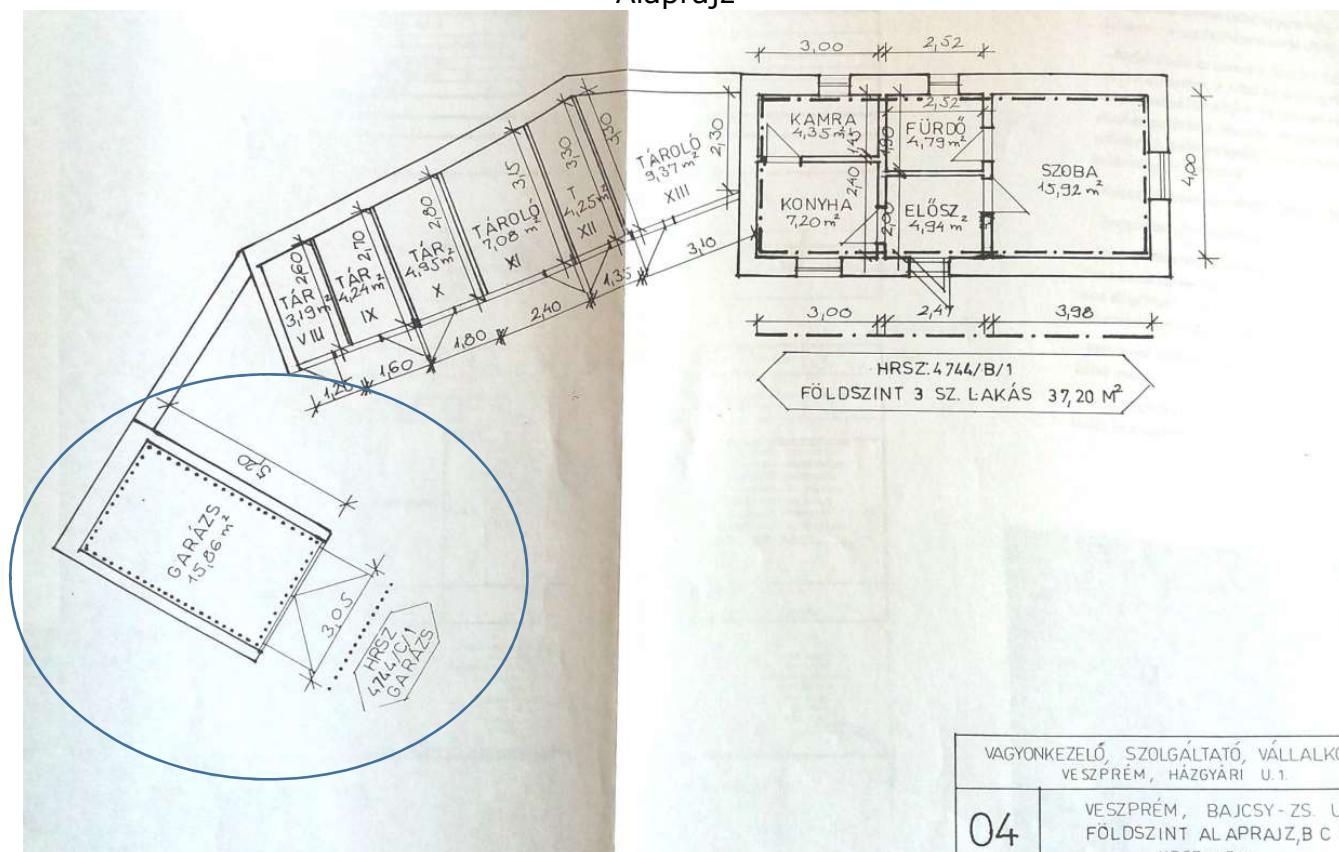 Alaprajz
3,00
2,52
KAMRA
4,35 m²
1,45
2,52
FÜRDŐ
4,79 m²
1,90
SZOBA
15,92 m²
4,00
KONYHA
7,20 m²
2,40
ELŐSZ
4,94 m²
2,00
3,00
2,47
3,98
HRSZ: 4744/B/1
FÖLDSZINT 3 SZ. LAKÁS 37,20 M²
TÁROLÓ
9,37 m²
XIII
2,30
3,30
3,10
T
4,25 m²
XII
3,30
1,35
TÁROLÓ
7,08 m²
XI
3,15
2,40
TÁR
4,95 m²
X
2,80
1,80
TÁR
4,24 m²
IX
2,70
1,60
TÁR
3,19 m²
VIII
2,60
5,20
GARÁZS
15,86 m²
3,05
HRSZ
4744/C/1
GARÁZS
VAGYONKEZELŐ, SZOLGÁLTATÓ, VÁLLALKO
VESZPRÉM, HÁZGYÁRI U.1.
04
VESZPRÉM, BAJCSY-ZS. U
FÖLDSZINT ALAPRAJZ, B C